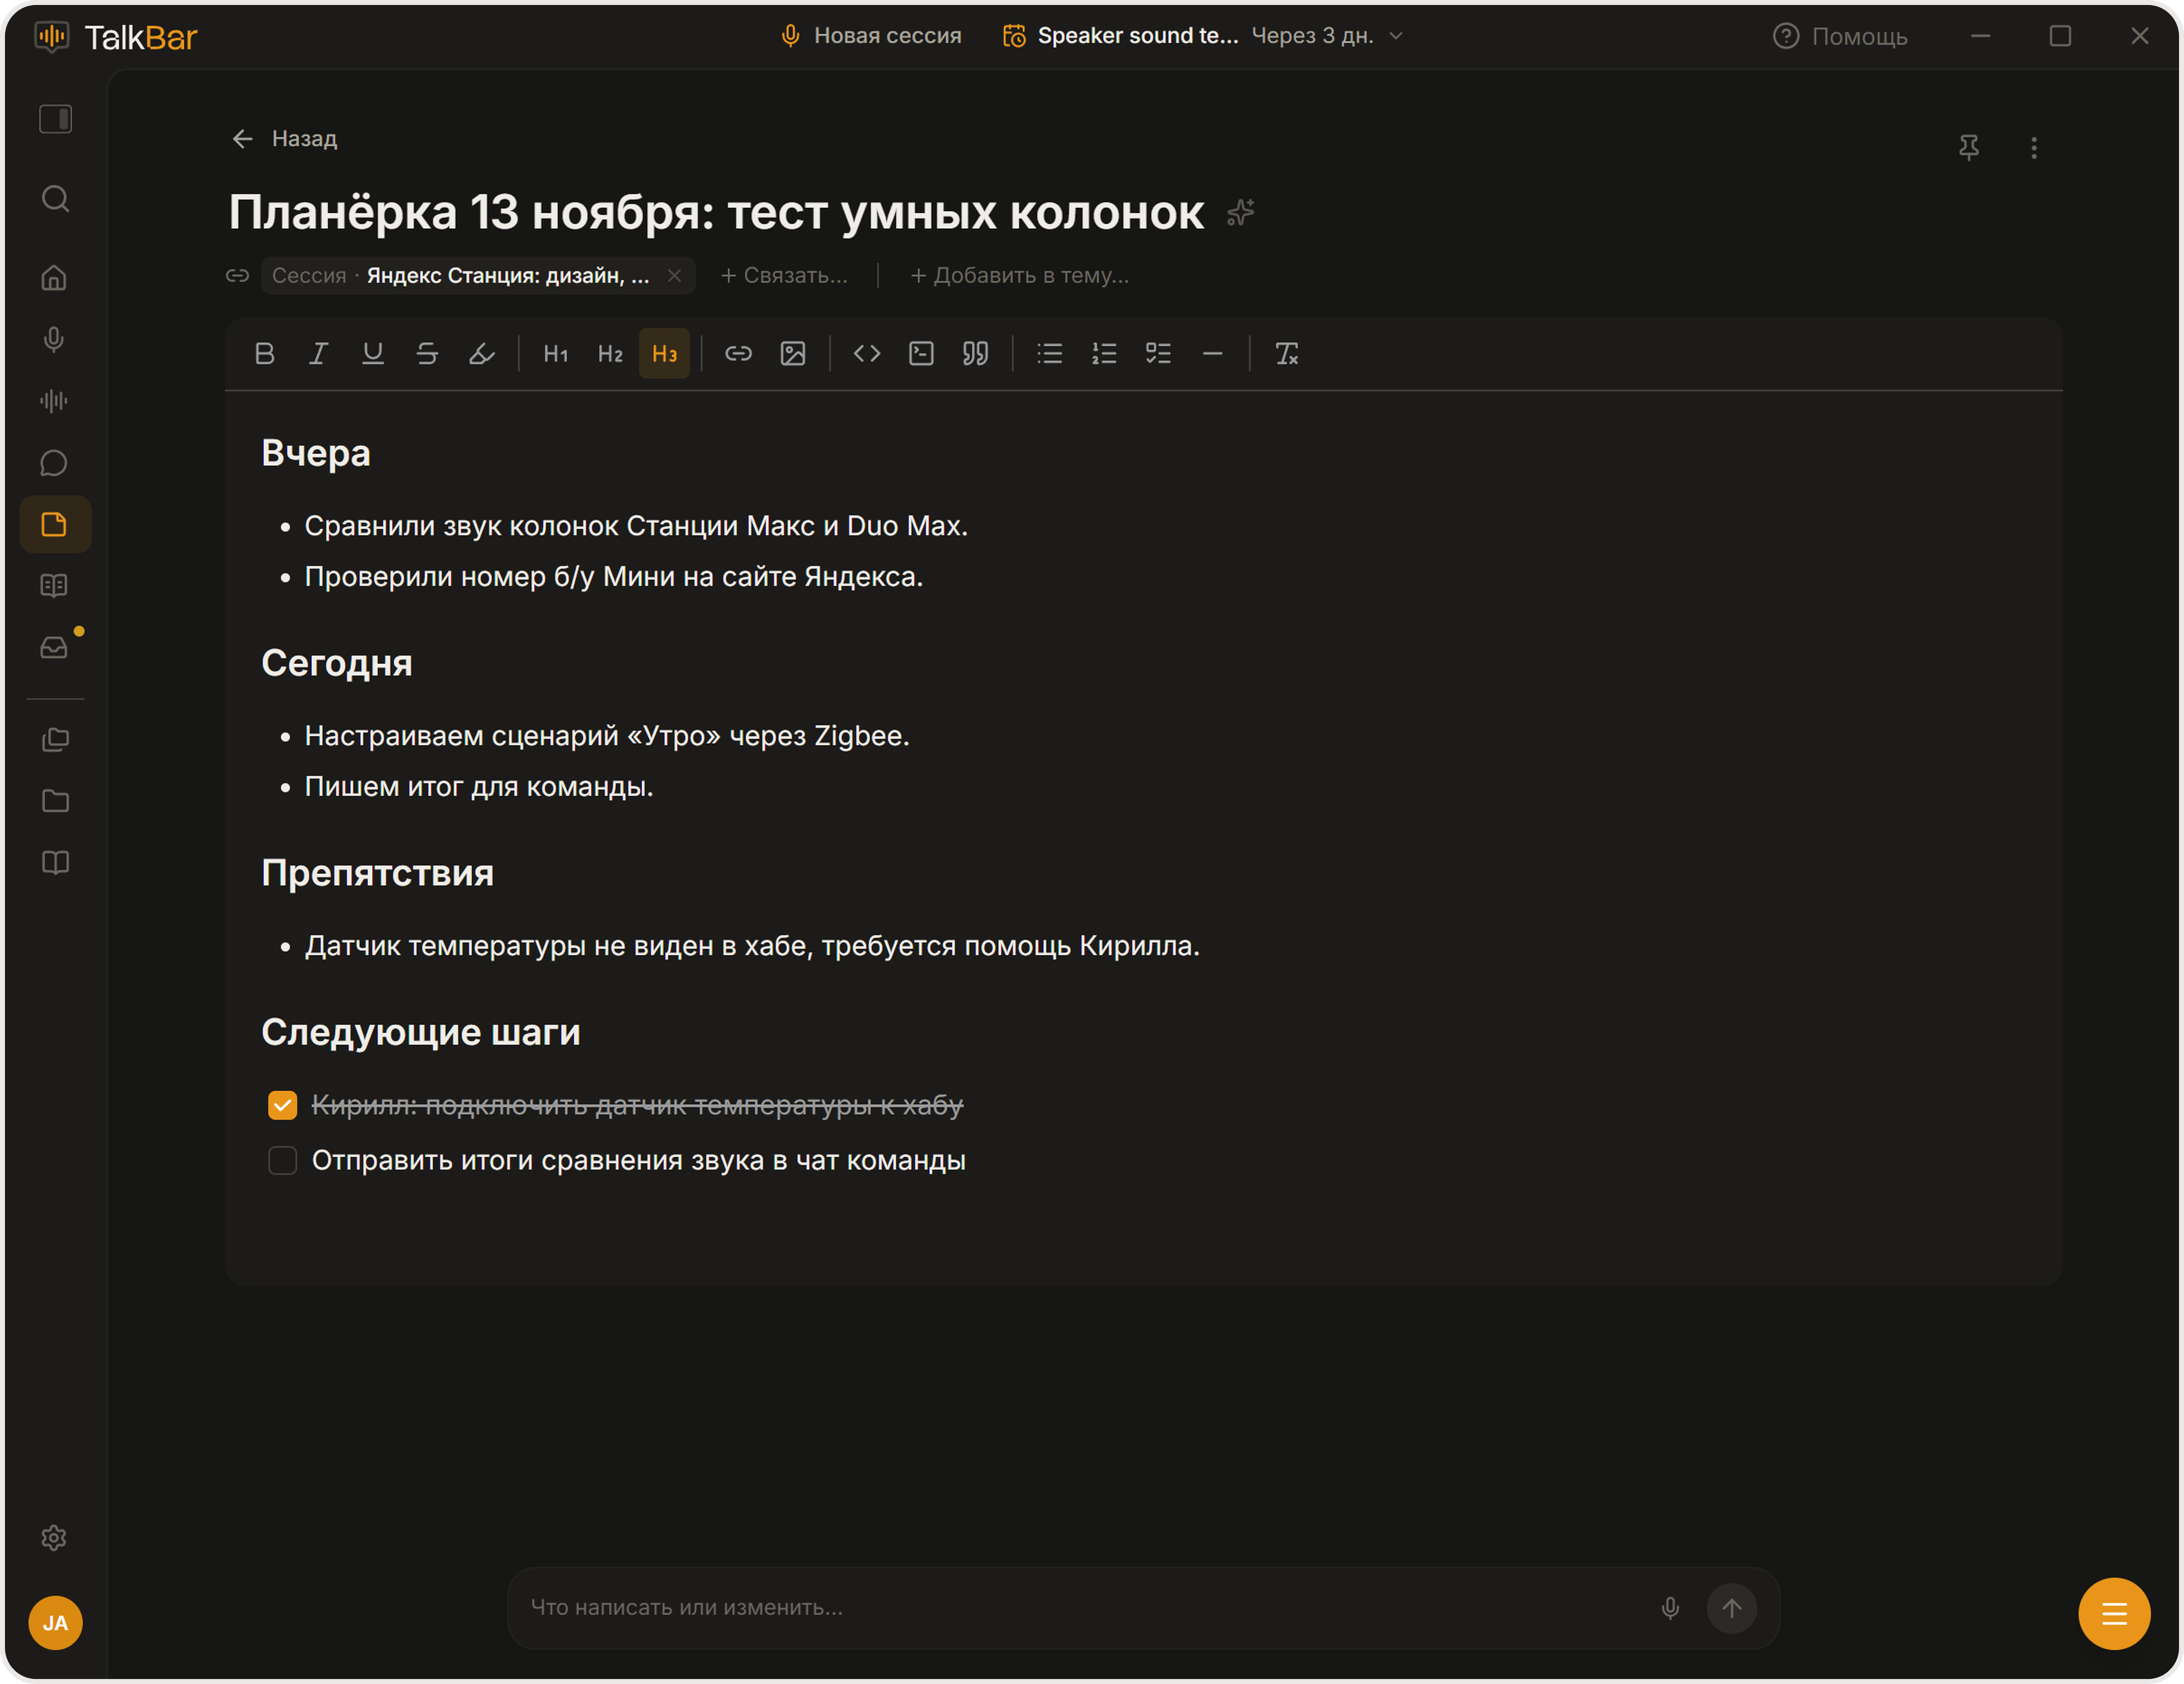 TalkBar
Новая сессия
Speaker sound te... Через 3 дн.
Помощь
Назад
Планёрка 13 ноября: тест умных колонок
Сессия · Яндекс Станция: дизайн, ...
+ Связать...
+ Добавить в тему...
B I U S H1 H2 H3
Вчера
• Сравнили звук колонок Станции Макс и Duo Max.
• Проверили номер б/у Мини на сайте Яндекса.
Сегодня
• Настраиваем сценарий «Утро» через Zigbee.
• Пишем итог для команды.
Препятствия
• Датчик температуры не виден в хабе, требуется помощь Кирилла.
Следующие шаги
Кирилл: подключить датчик температуры к хабу
Отправить итоги сравнения звука в чат команды
Что написать или изменить...
JA